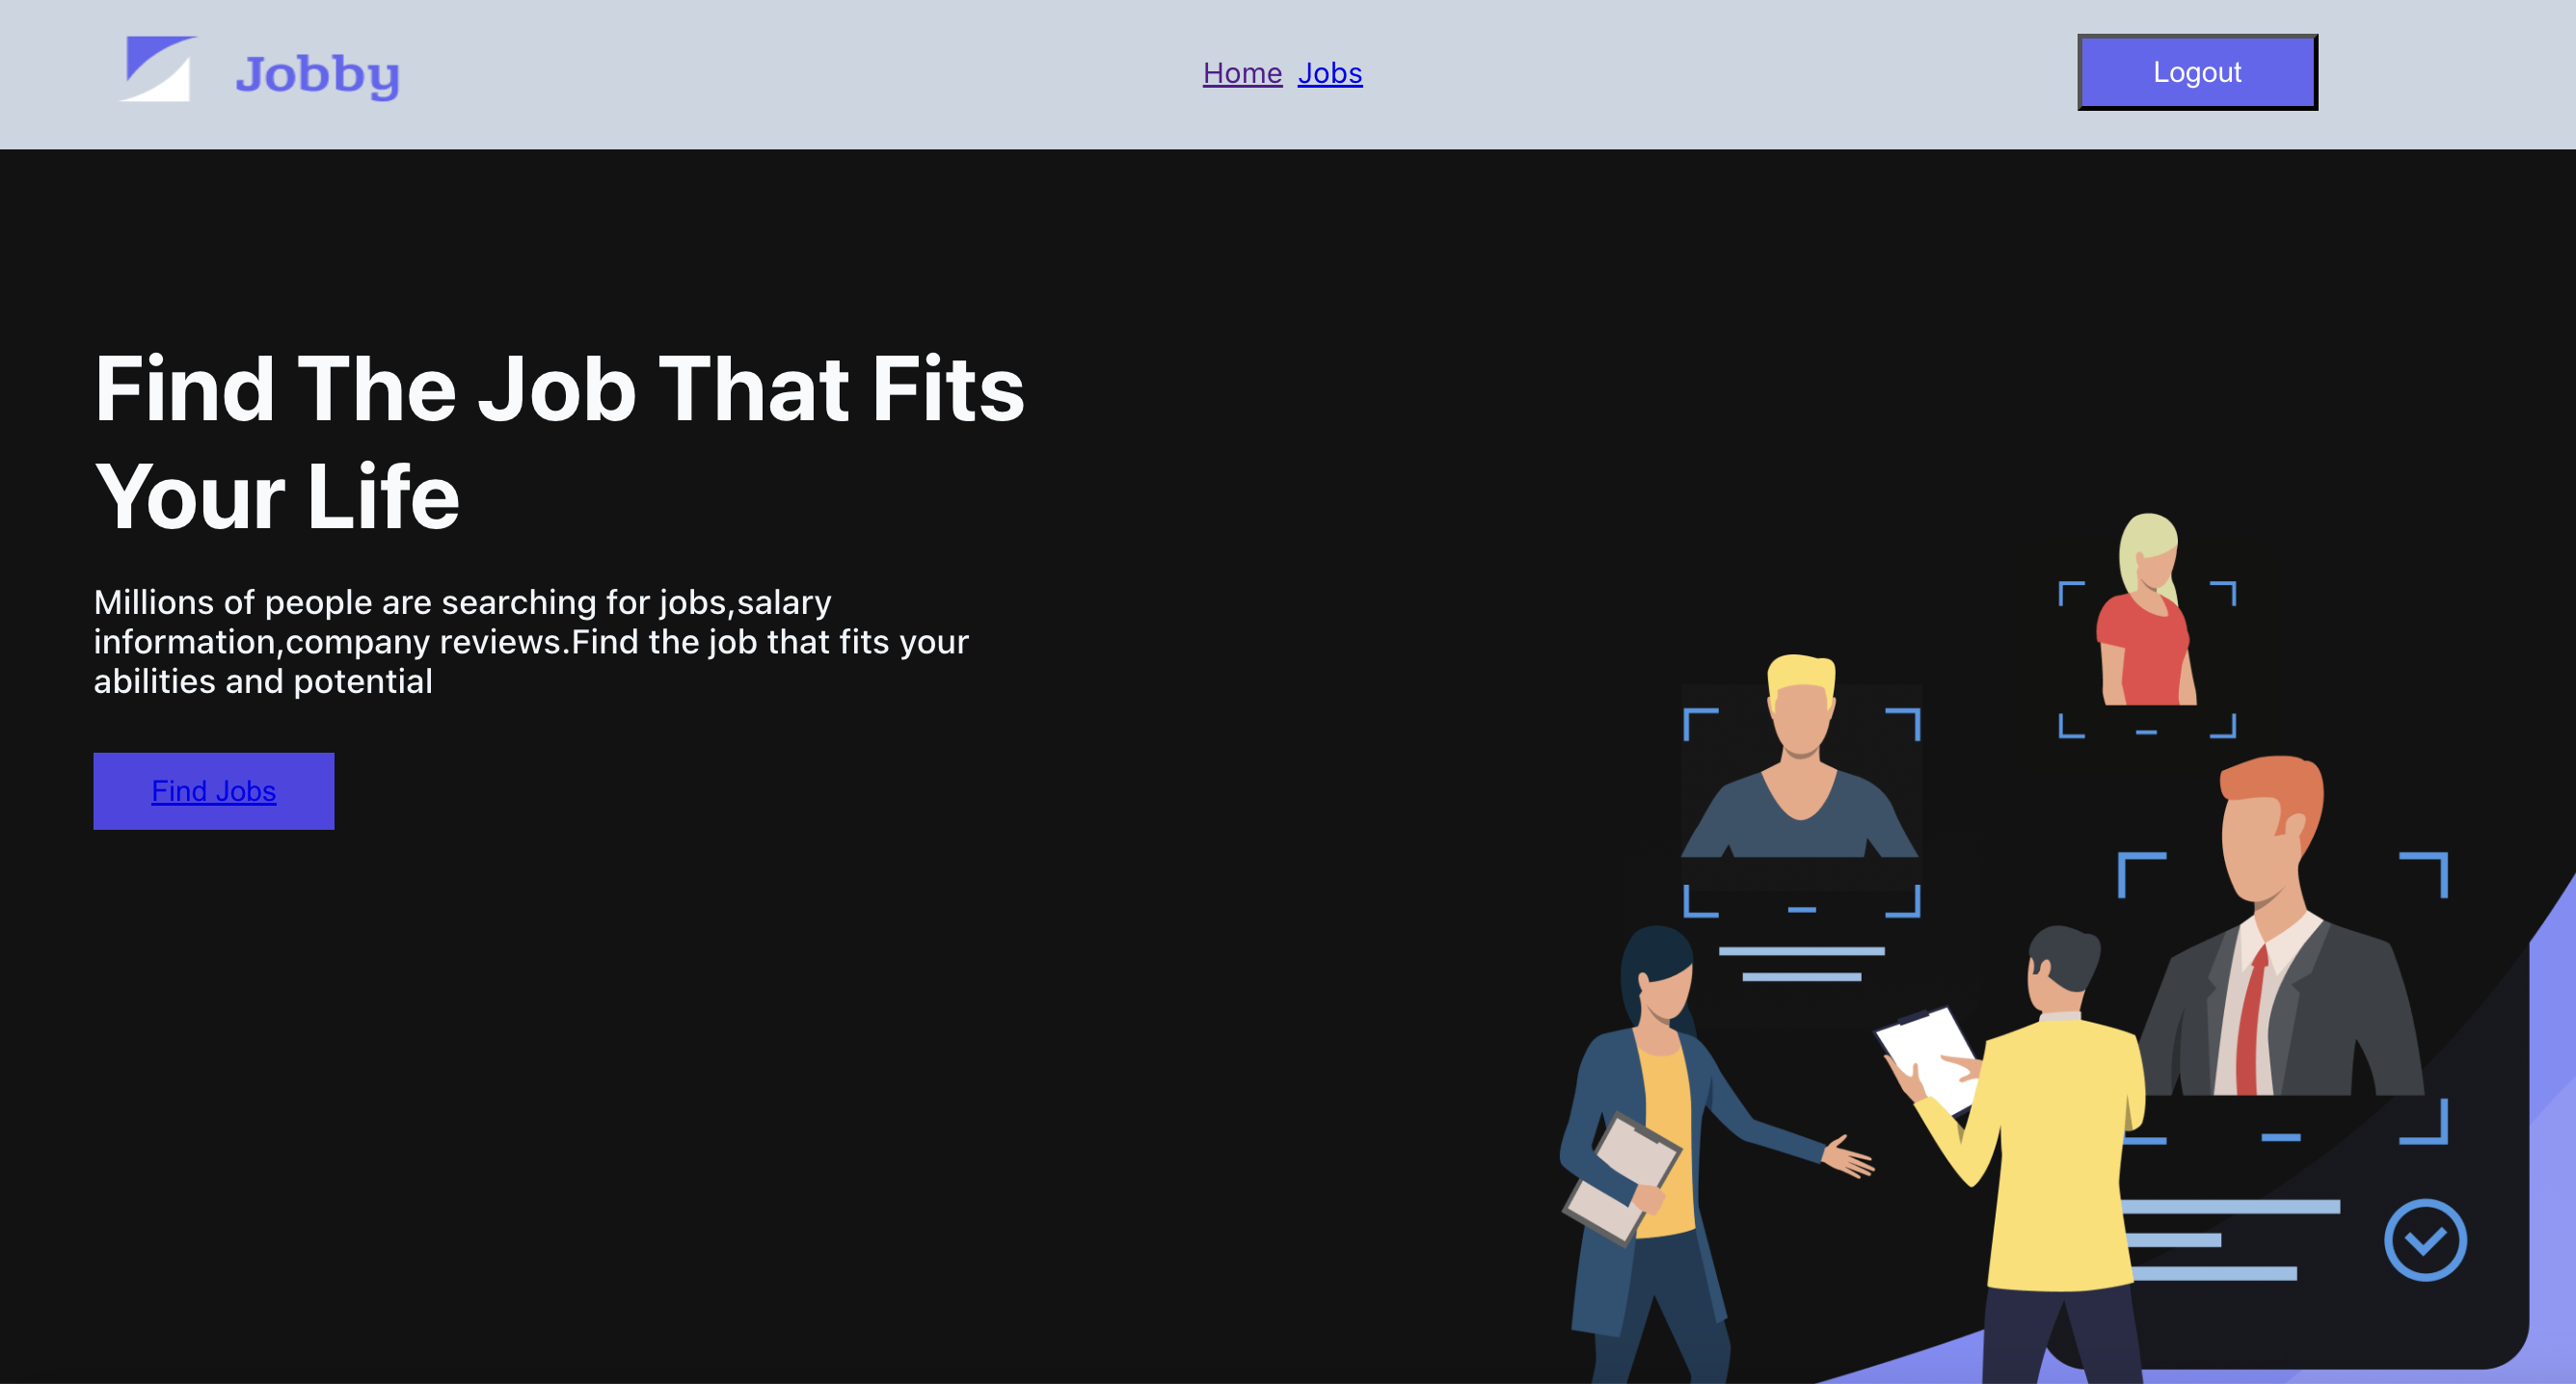 Jobby
Home Jobs
Logout
Find The Job That Fits
Your Life
Millions of people are searching for jobs,salary
information,company reviews.Find the job that fits your
abilities and potential
Find Jobs